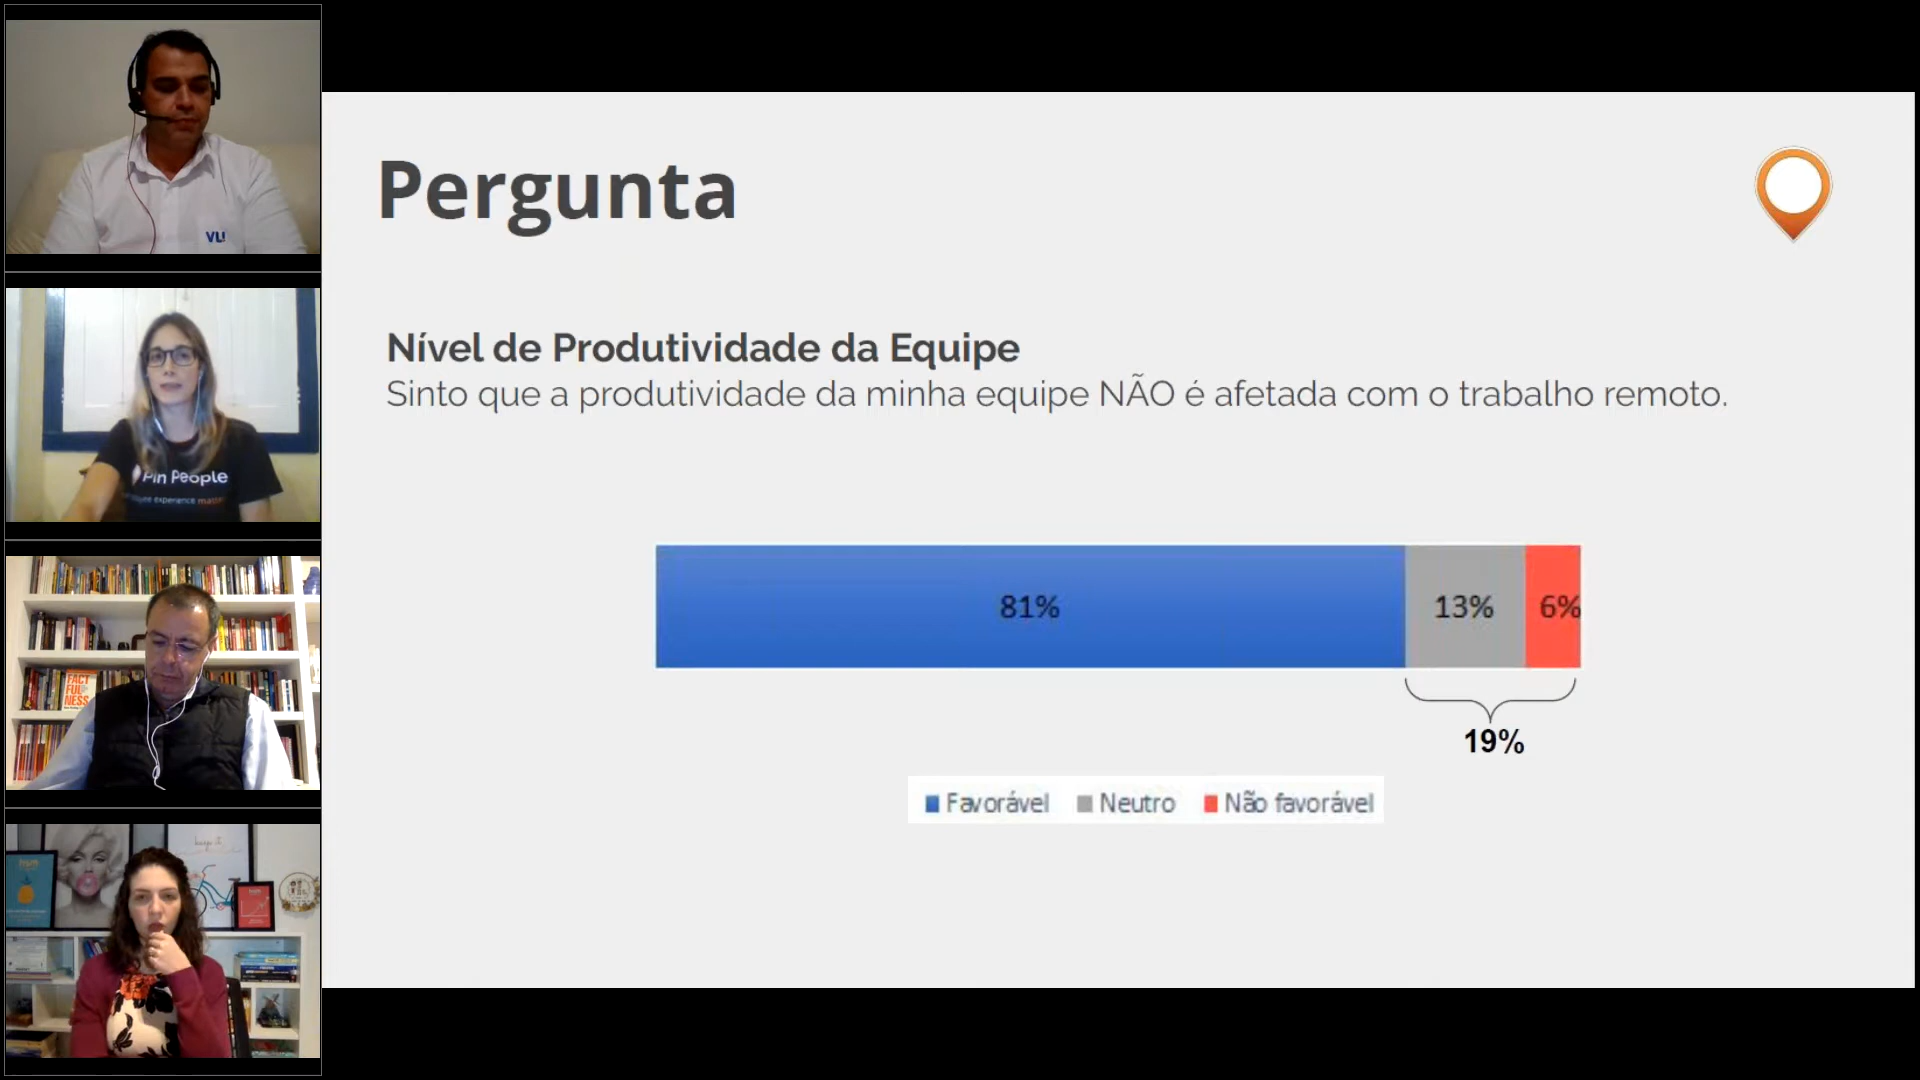 Pergunta
Nível de Produtividade da Equipe
Sinto que a produtividade da minha equipe NÃO é afetada com o trabalho remoto.
81%
13%
6%
19%
Favorável
Neutro
Não favorável
VLI
Pin People
experience
FACT
FUL
NESS